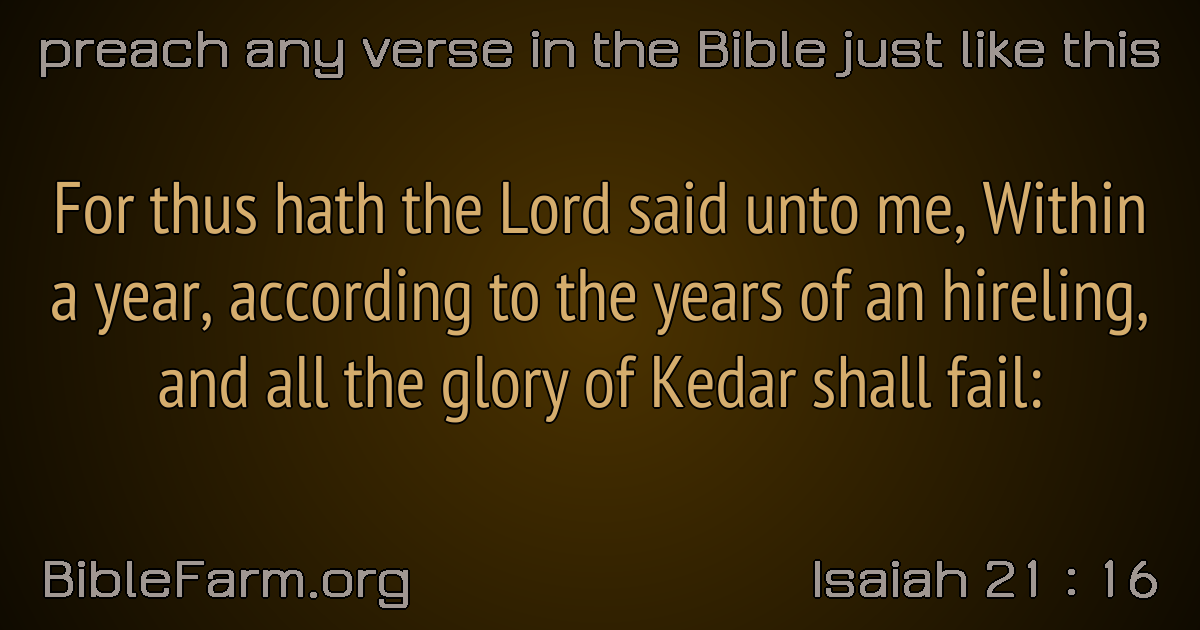 preach any verse in the Bible just like this
For thus hath the Lord said unto me, Within
a year, according to the years of an hireling,
and all the glory of Kedar shall fail:
BibleFarm.org
Isaiah 21 : 16